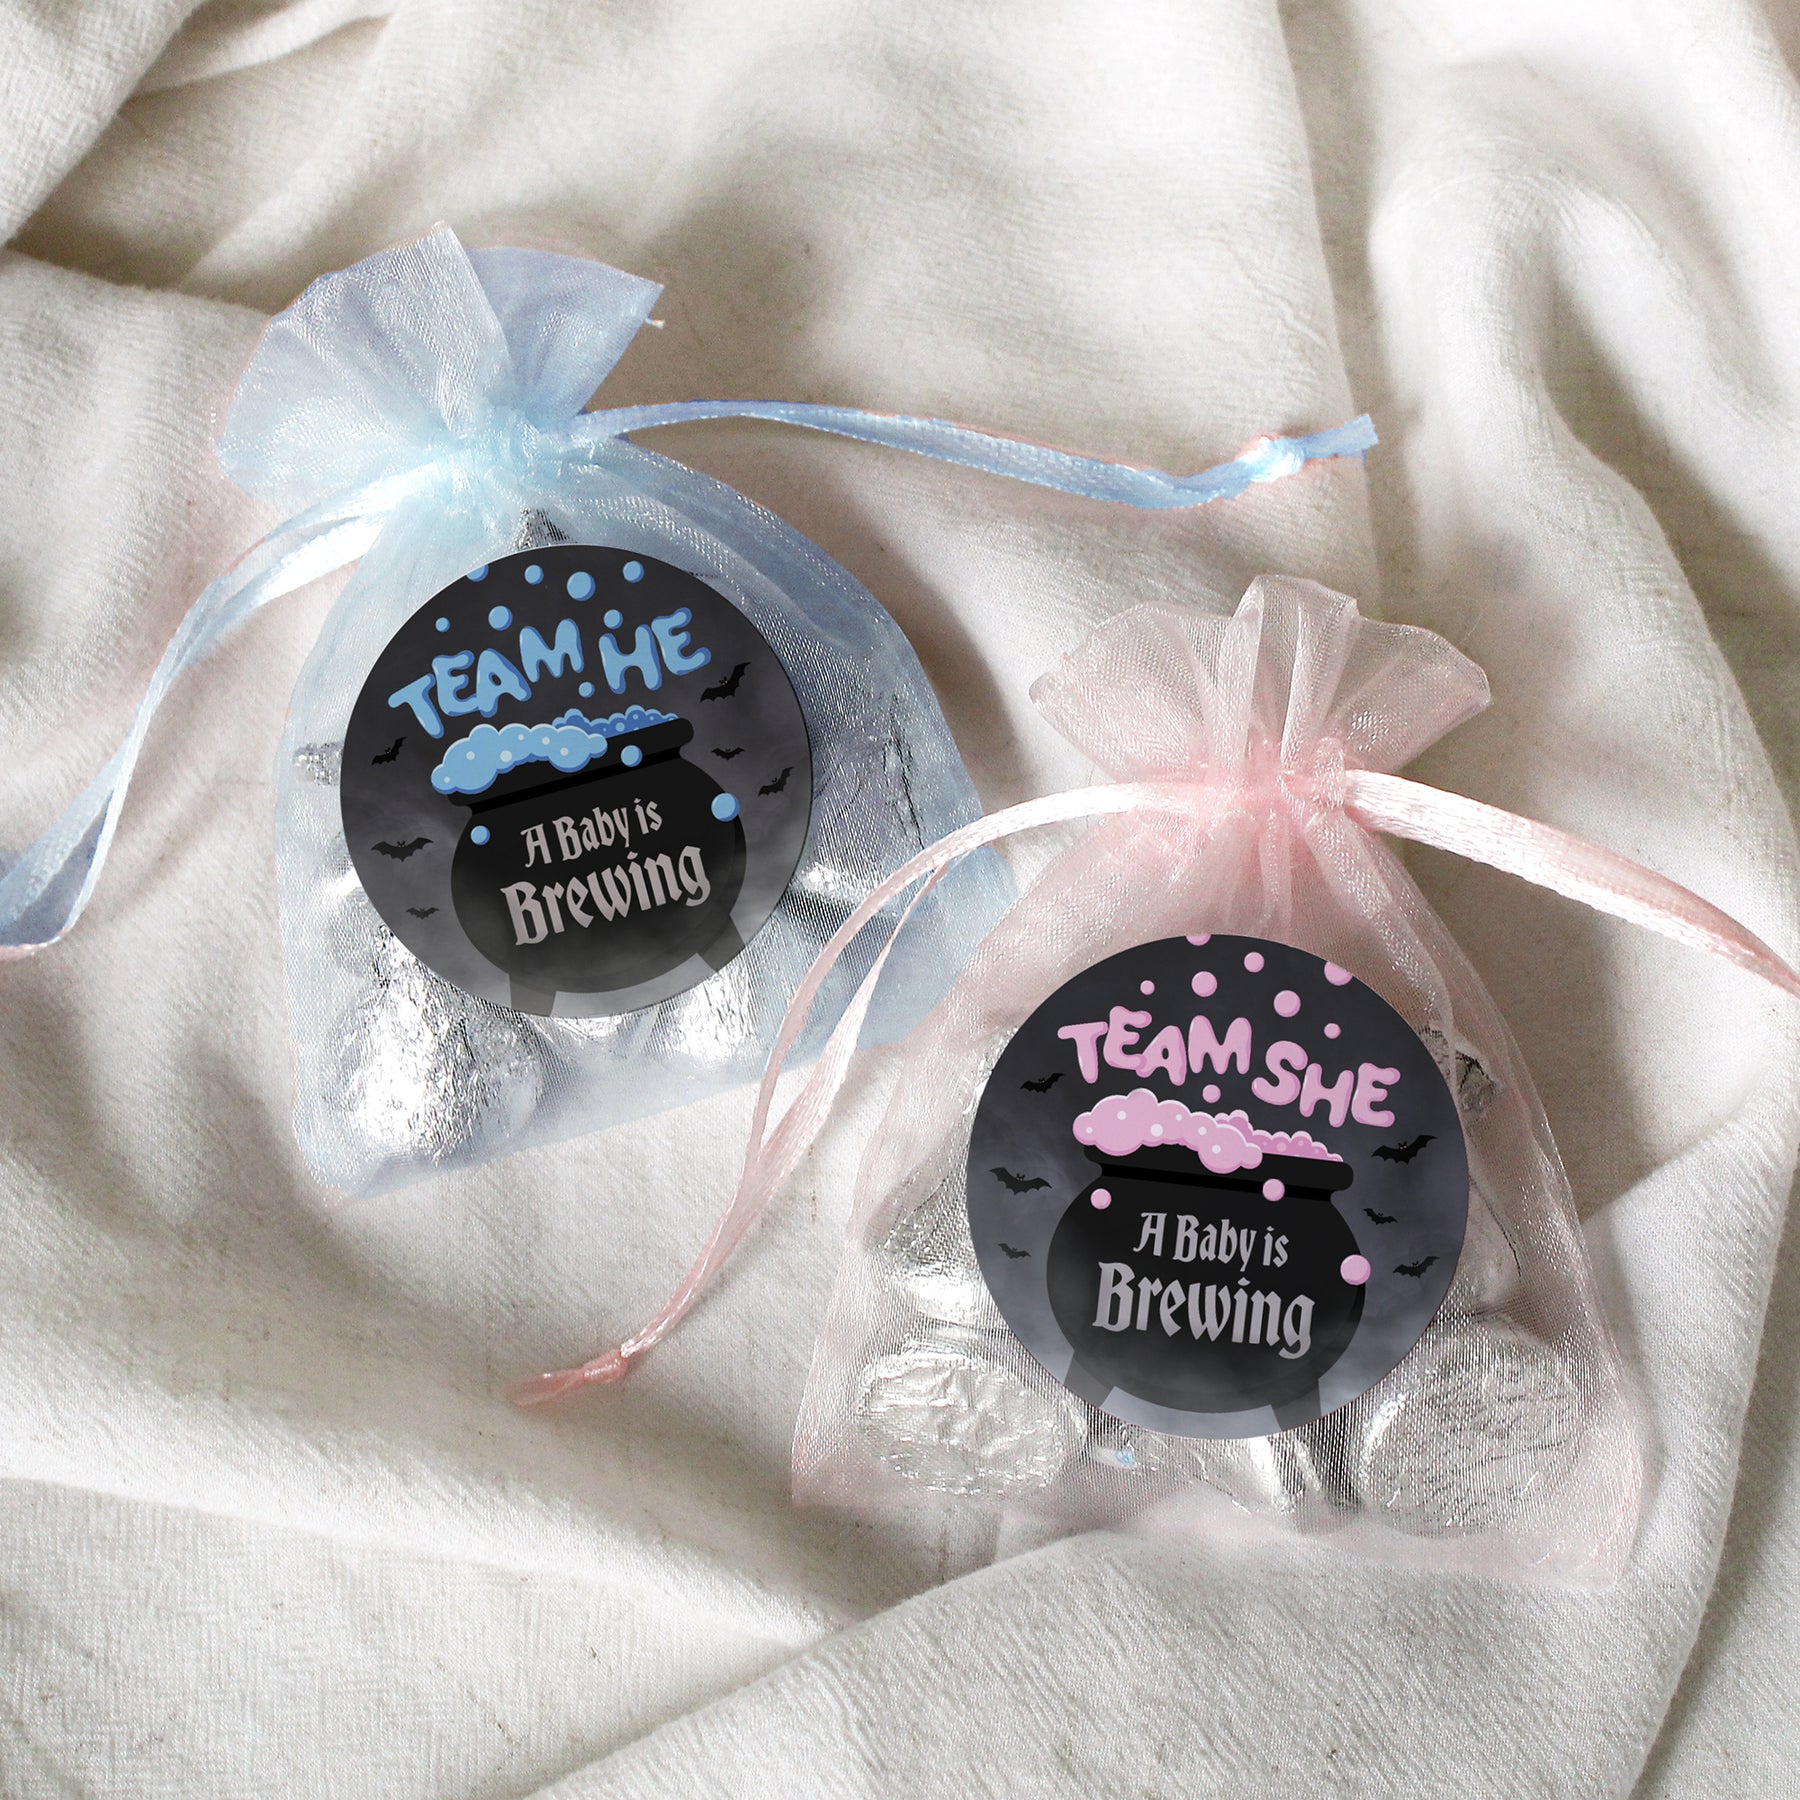 TEAM HE
A Baby is
Brewing
TEAM SHE
A Baby is
Brewing